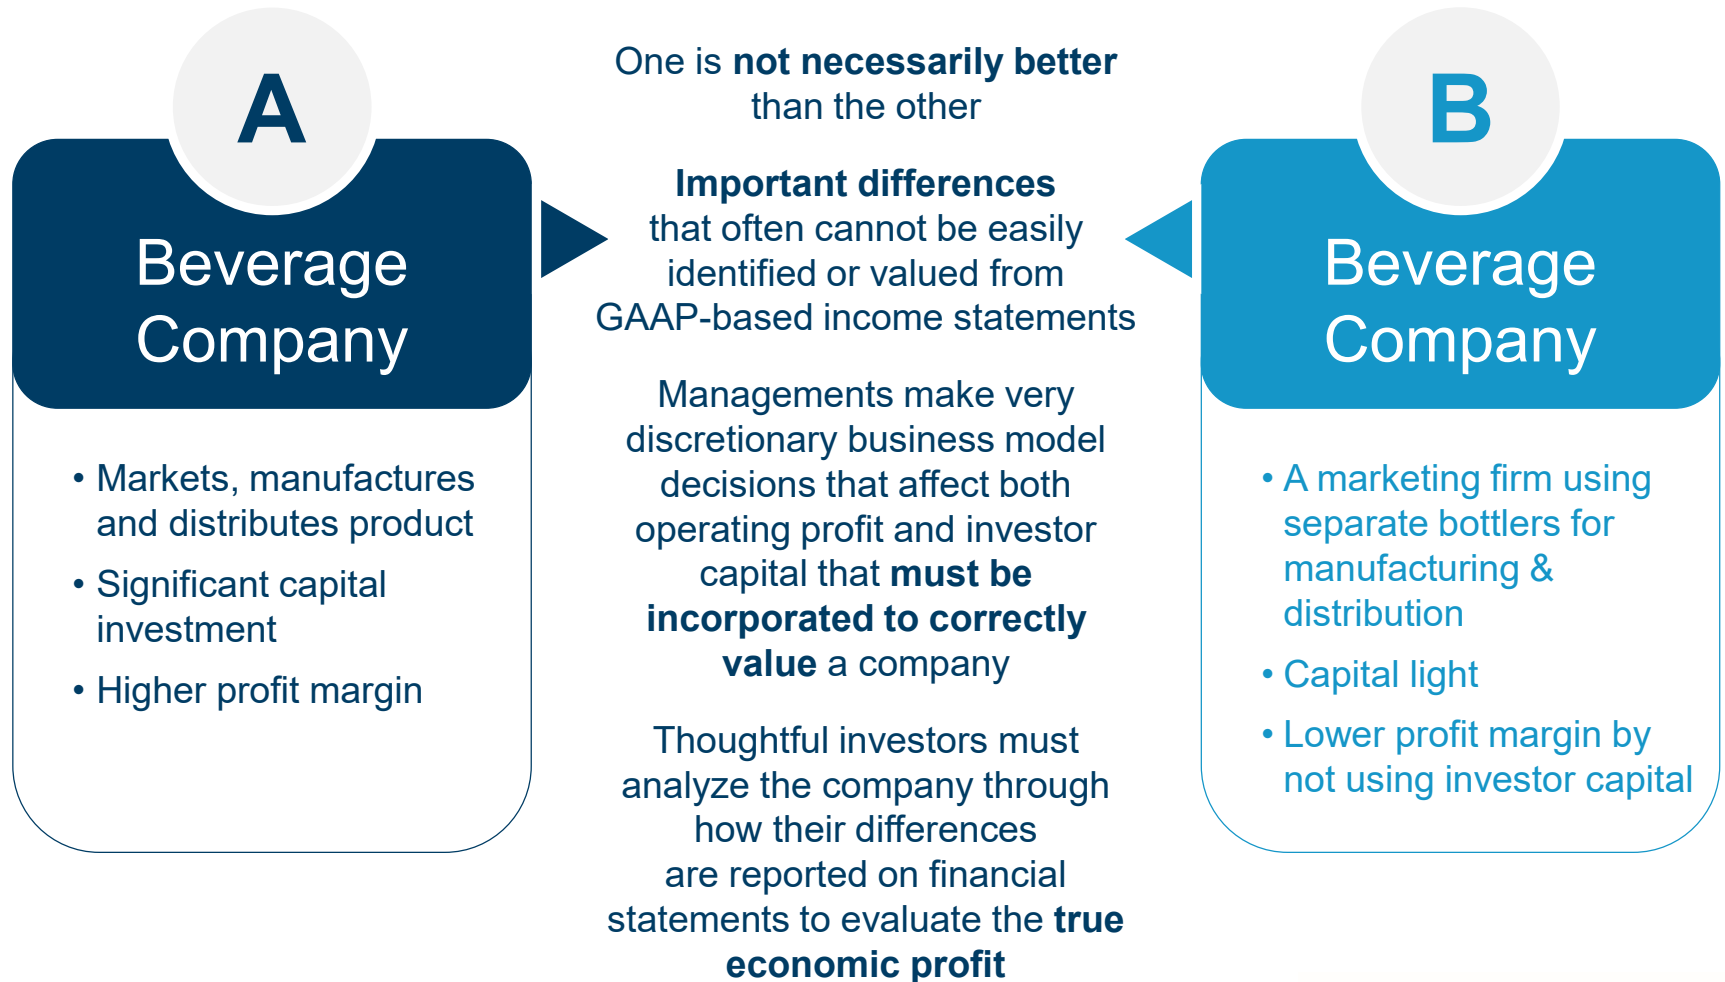 A
Beverage
Company
• Markets, manufactures
and distributes product
• Significant capital
investment
• Higher profit margin
One is not necessarily better
than the other
Important differences
that often cannot be easily
identified or valued from
GAAP-based income statements
Managements make very
discretionary business model
decisions that affect both
operating profit and investor
capital that must be
incorporated to correctly
value a company
Thoughtful investors must
analyze the company through
how their differences
are reported on financial
statements to evaluate the true
economic profit
B
Beverage
Company
• A marketing firm using
separate bottlers for
manufacturing &
distribution
• Capital light
• Lower profit margin by
not using investor capital